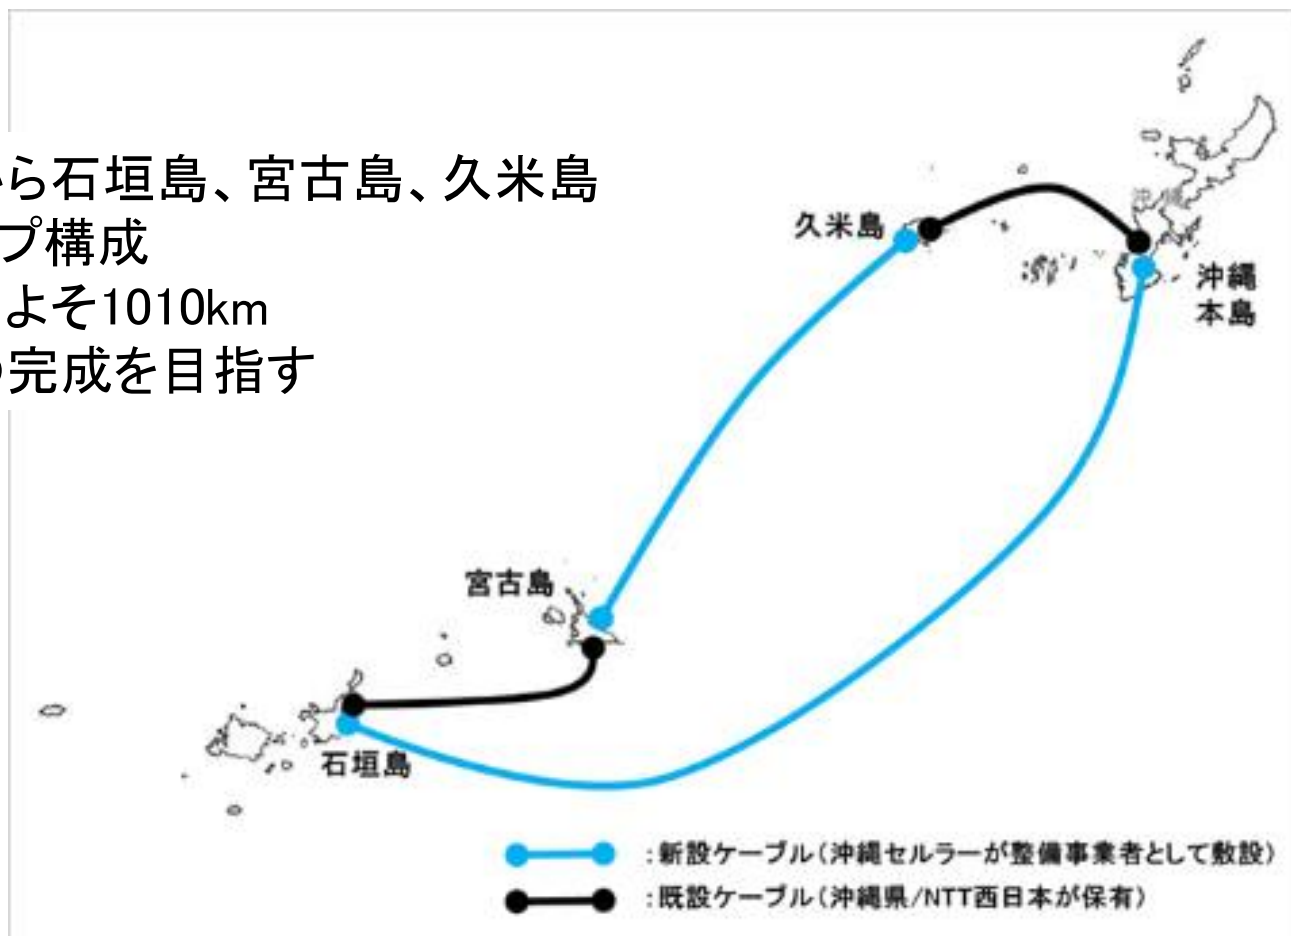 ら石垣島、宮古島、久米島
プ構成
よそ1010km
完成を目指す
久米島
沖縄
沖縄
本島
宮古島
石垣島
：新設ケーブル（沖縄セルラーが整備事業者として敷設）
：既設ケーブル（沖縄県/NTT西日本が保有）